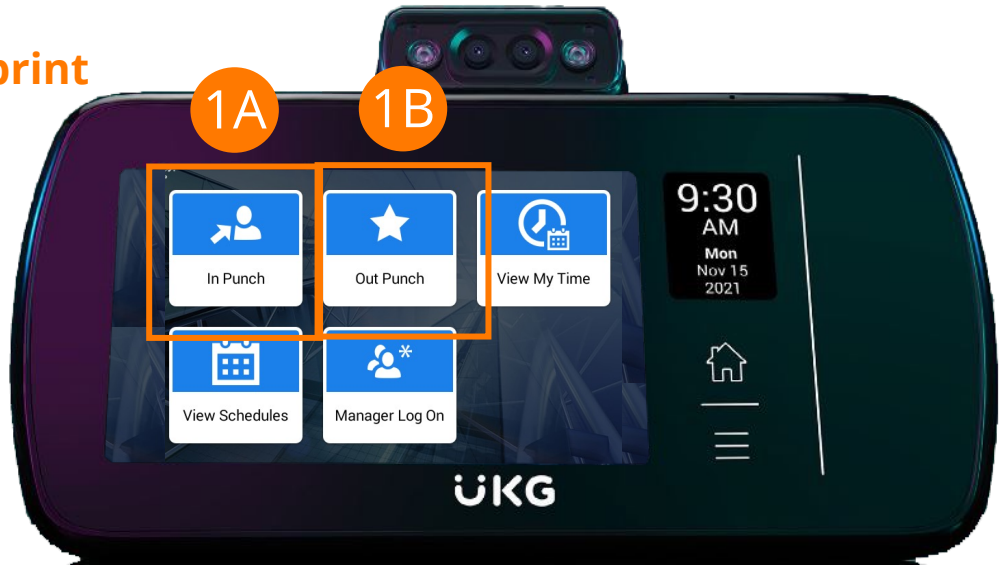 print
1A
1B
9:30
AM
Mon
Nov 15
2021
In Punch
Out Punch
View My Time
View Schedules
Manager Log On
UKG